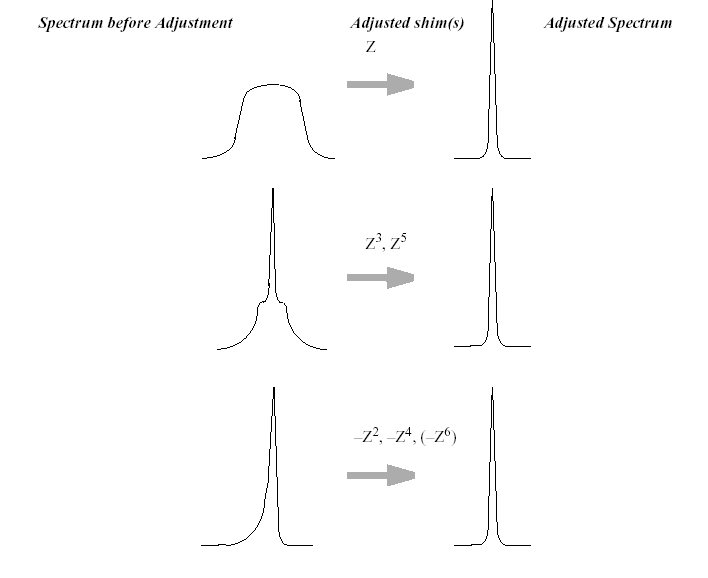 Spectrum before Adjustment Adjusted shim(s) Adjusted Spectrum
Z
Z³, Z⁵
–Z², –Z⁴, (–Z⁶)